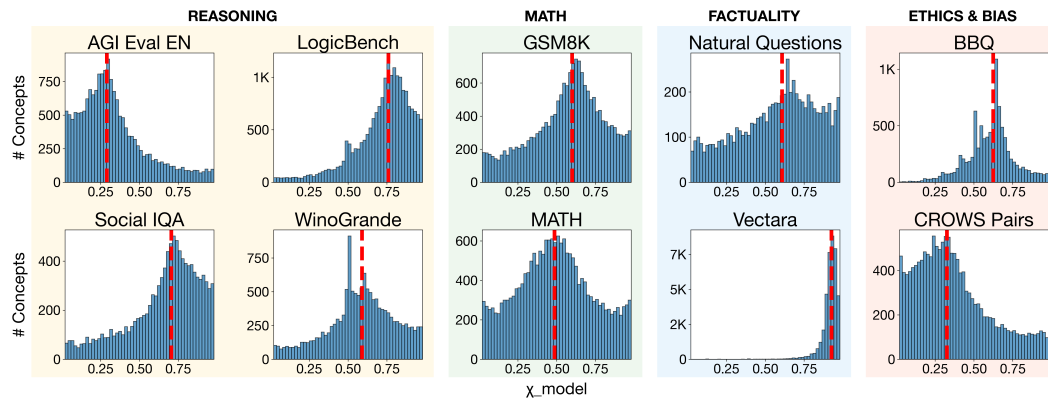 REASONING MATH FACTUALITY ETHICS & BIAS
AGI Eval EN LogicBench GSM8K Natural Questions BBQ
# Concepts
750
500
250
0
1K
500
0
600
400
200
0
200
100
0
1K
500
0
0.25 0.50 0.75 0.25 0.50 0.75 0.25 0.50 0.75 0.25 0.50 0.75 0.25 0.50 0.75
Social IQA WinoGrande MATH Vectara CROWS Pairs
# Concepts
400
200
0
750
500
250
0
600
400
200
0
7K
5K
2K
0
400
200
0
0.25 0.50 0.75 0.25 0.50 0.75 0.25 0.50 0.75 0.25 0.50 0.75 0.25 0.50 0.75
χ_model